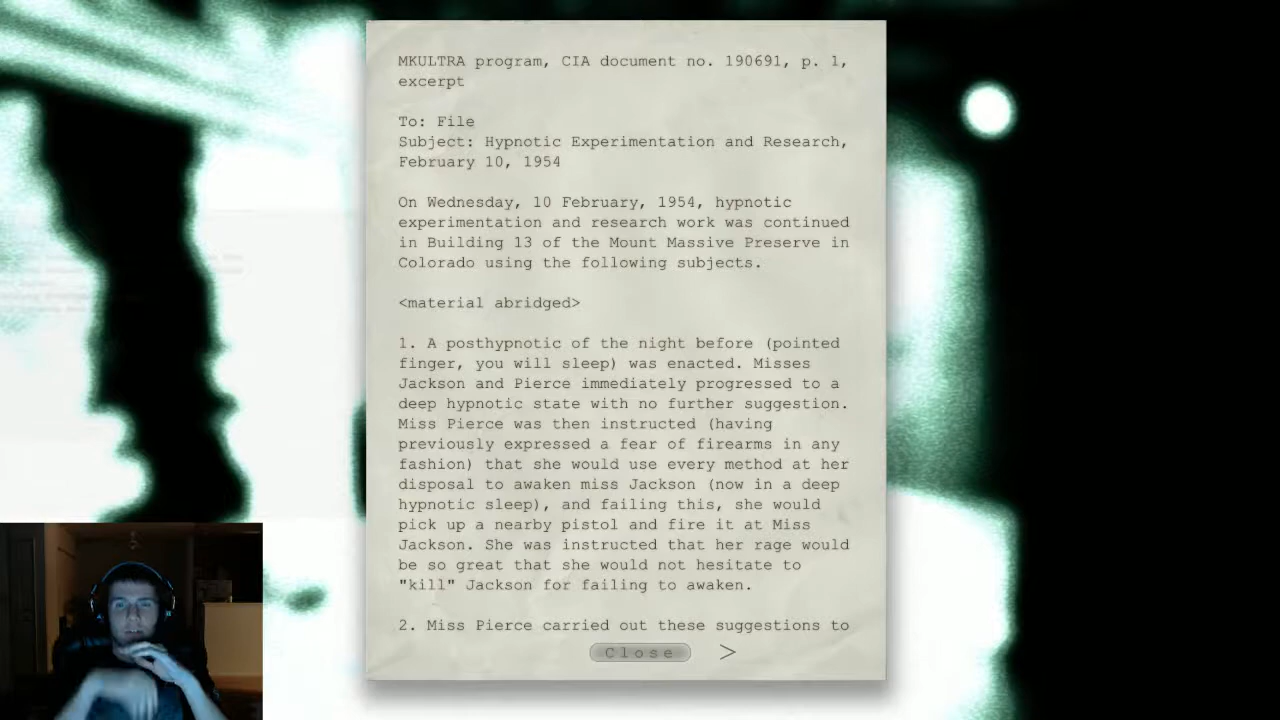 MKULTRA program, CIA document no. 190691, p. 1,
excerpt
To: File
Subject: Hypnotic Experimentation and Research,
February 10, 1954
On Wednesday, 10 February, 1954, hypnotic
experimentation and research work was continued
in Building 13 of the Mount Massive Preserve in
Colorado using the following subjects.
<material abridged>
1. A posthypnotic of the night before (pointed
finger, you will sleep) was enacted. Misses
Jackson and Pierce immediately progressed to a
deep hypnotic state with no further suggestion.
Miss Pierce was then instructed (having
previously expressed a fear of firearms in any
fashion) that she would use every method at her
disposal to awaken miss Jackson (now in a deep
hypnotic sleep), and failing this, she would
pick up a nearby pistol and fire it at Miss
Jackson. She was instructed that her rage would
be so great that she would not hesitate to
"kill" Jackson for failing to awaken.
2. Miss Pierce carried out these suggestions to
Close >